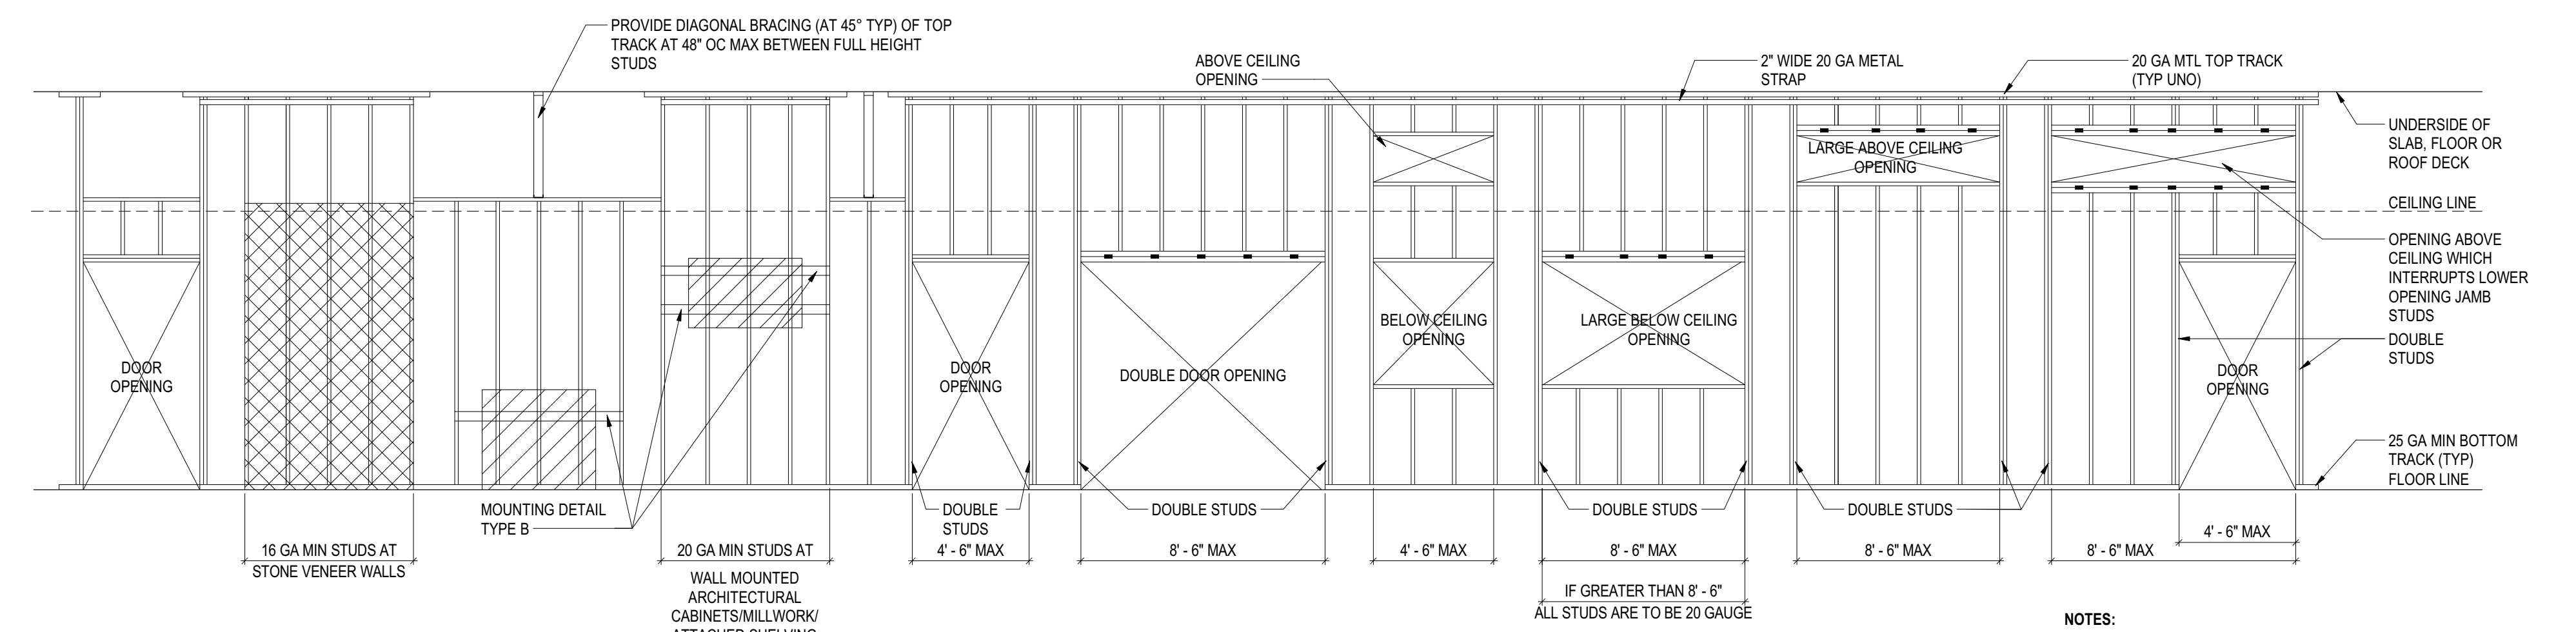 PROVIDE DIAGONAL BRACING (AT 45° TYP) OF TOP
TRACK AT 48" OC MAX BETWEEN FULL HEIGHT
STUDS
ABOVE CEILING
OPENING
2" WIDE 20 GA METAL
STRAP
20 GA MTL TOP TRACK
(TYP UNO)
UNDERSIDE OF
SLAB, FLOOR OR
ROOF DECK
LARGE ABOVE CEILING
OPENING
CEILING LINE
OPENING ABOVE
CEILING WHICH
INTERRUPTS LOWER
OPENING JAMB
STUDS
DOUBLE
STUDS
DOOR
OPENING
DOOR
OPENING
DOUBLE DOOR OPENING
BELOW CEILING
OPENING
LARGE BELOW CEILING
OPENING
DOOR
OPENING
25 GA MIN BOTTOM
TRACK (TYP)
FLOOR LINE
MOUNTING DETAIL
TYPE B
DOUBLE
STUDS
DOUBLE STUDS
DOUBLE STUDS
DOUBLE STUDS
16 GA MIN STUDS AT
STONE VENEER WALLS
20 GA MIN STUDS AT
WALL MOUNTED
ARCHITECTURAL
CABINETS/MILLWORK/
ATTACHED SHELVING
4' - 6" MAX
8' - 6" MAX
4' - 6" MAX
8' - 6" MAX
IF GREATER THAN 8' - 6"
ALL STUDS ARE TO BE 20 GAUGE
8' - 6" MAX
8' - 6" MAX
4' - 6" MAX
NOTES: